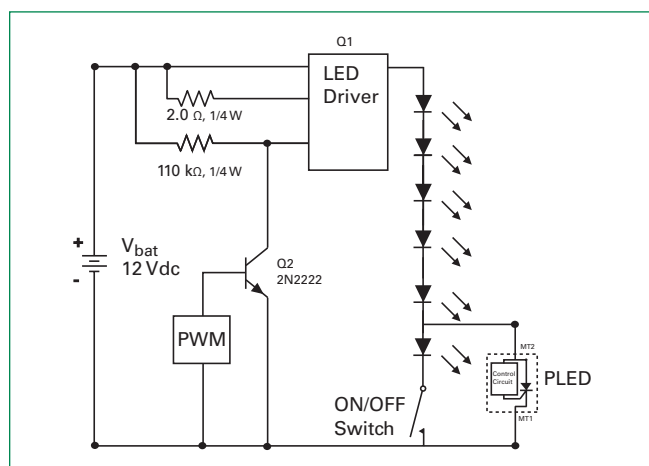 Q1
LED
Driver
2.0 Ω, 1/4 W
110 kΩ, 1/4 W
+
-
Vbat
12 Vdc
Q2
2N2222
PWM
ON/OFF
Switch
MT2
Control
Circuit
PLED
MT1